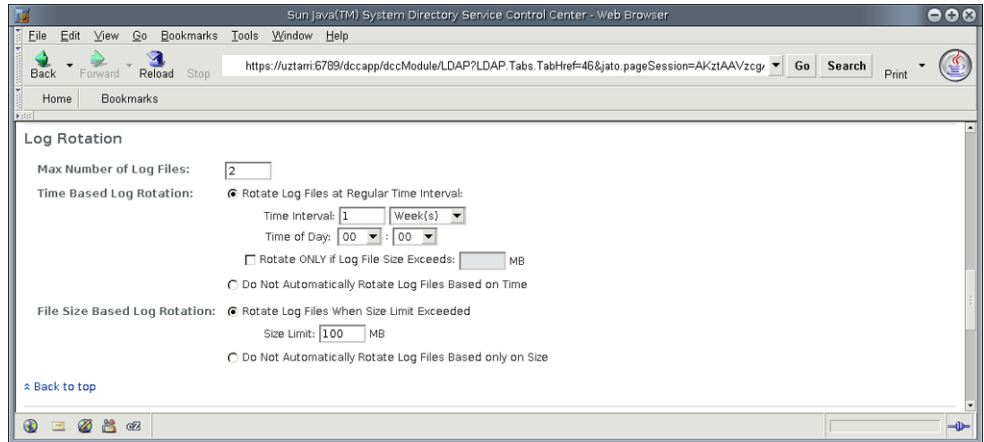 Sun Java(TM) System Directory Service Control Center - Web Browser
File Edit View Go Bookmarks Tools Window Help
Back Forward Reload Stop https://uztarri:6789/dccapp/dccModule/LDAP?LDAP.Tabs.TabHref=46&jato.pageSession=AKztAAVzcg Go Search Print
Home Bookmarks
Log Rotation
Max Number of Log Files: 2
Time Based Log Rotation: Rotate Log Files at Regular Time Interval:
Time Interval: 1 Week(s)
Time of Day: 00 : 00
Rotate ONLY if Log File Size Exceeds: MB
Do Not Automatically Rotate Log Files Based on Time
File Size Based Log Rotation: Rotate Log Files When Size Limit Exceeded
Size Limit: 100 MB
Do Not Automatically Rotate Log Files Based only on Size
Back to top